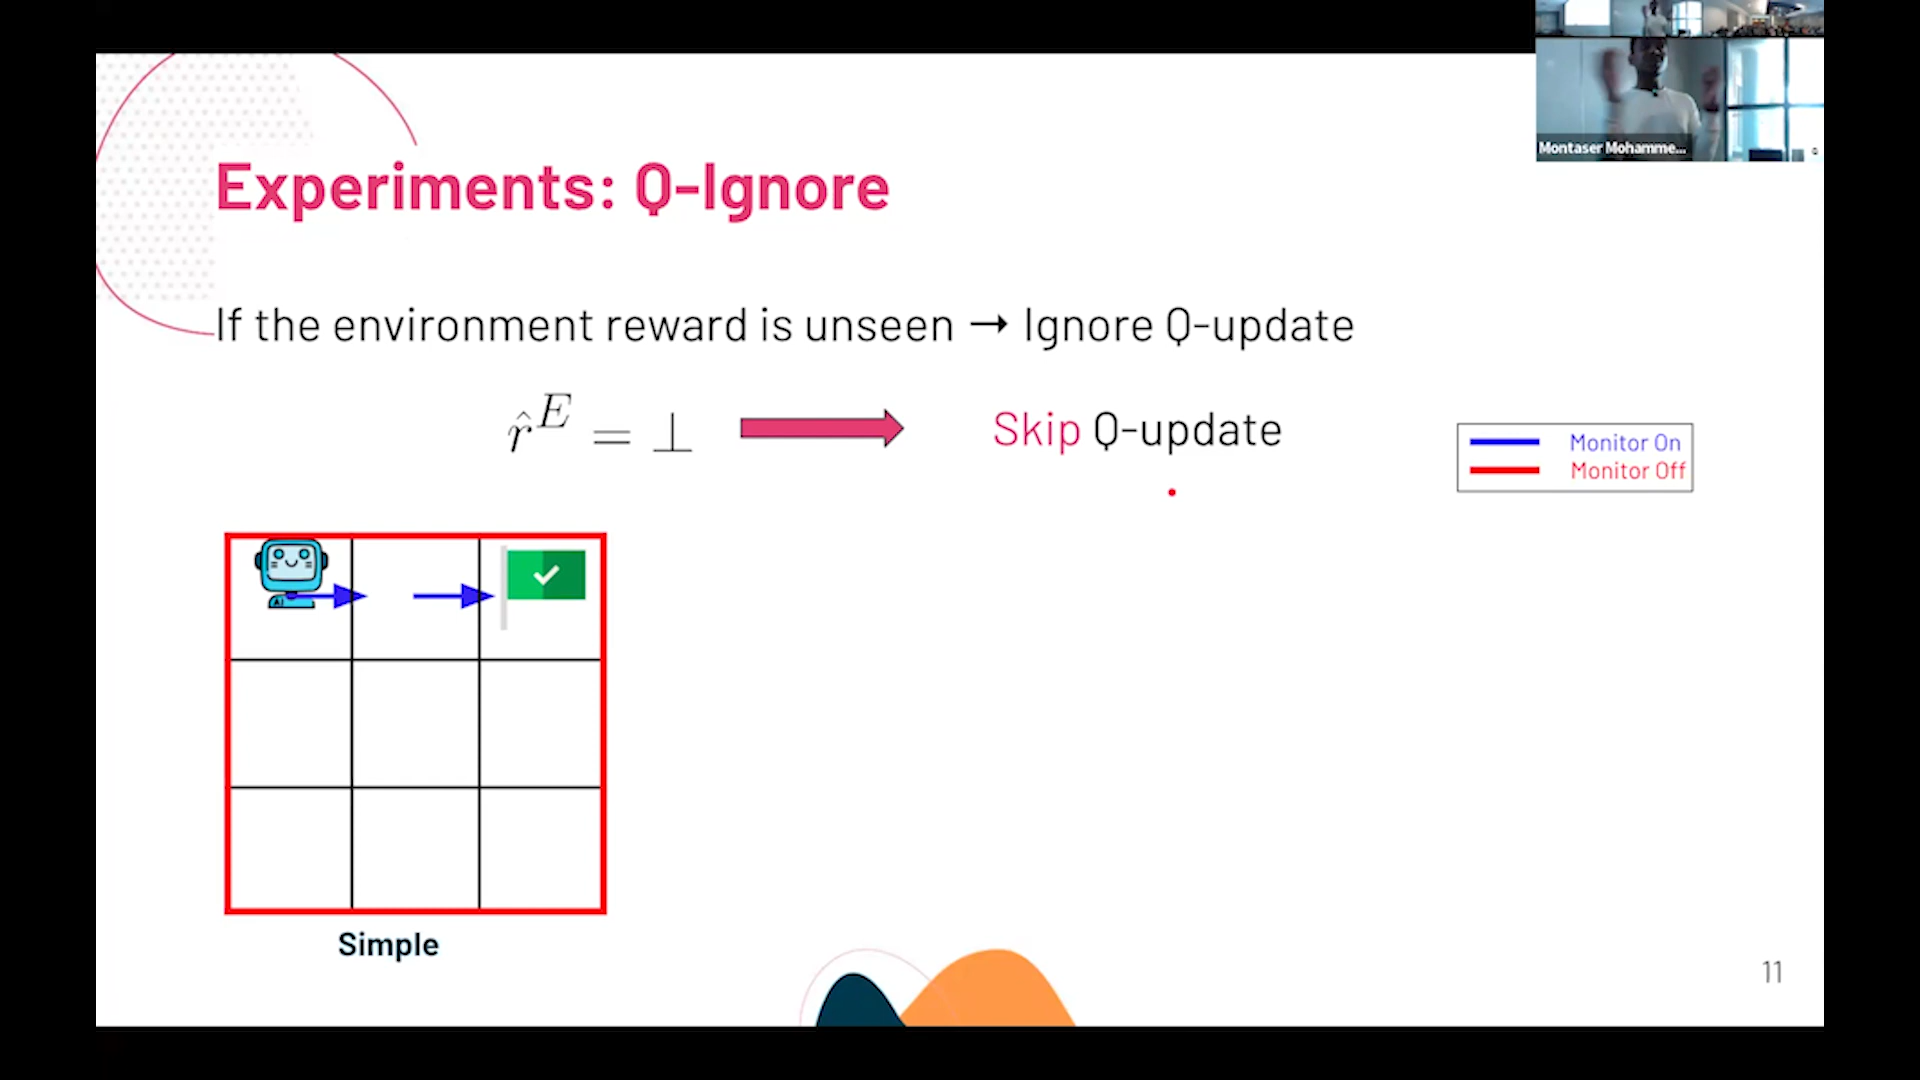 Montaser Mohamme...
Experiments: Q-Ignore
If the environment reward is unseen → Ignore Q-update
r̂^E = ⊥
Skip Q-update
Monitor On
Monitor Off
Simple
11